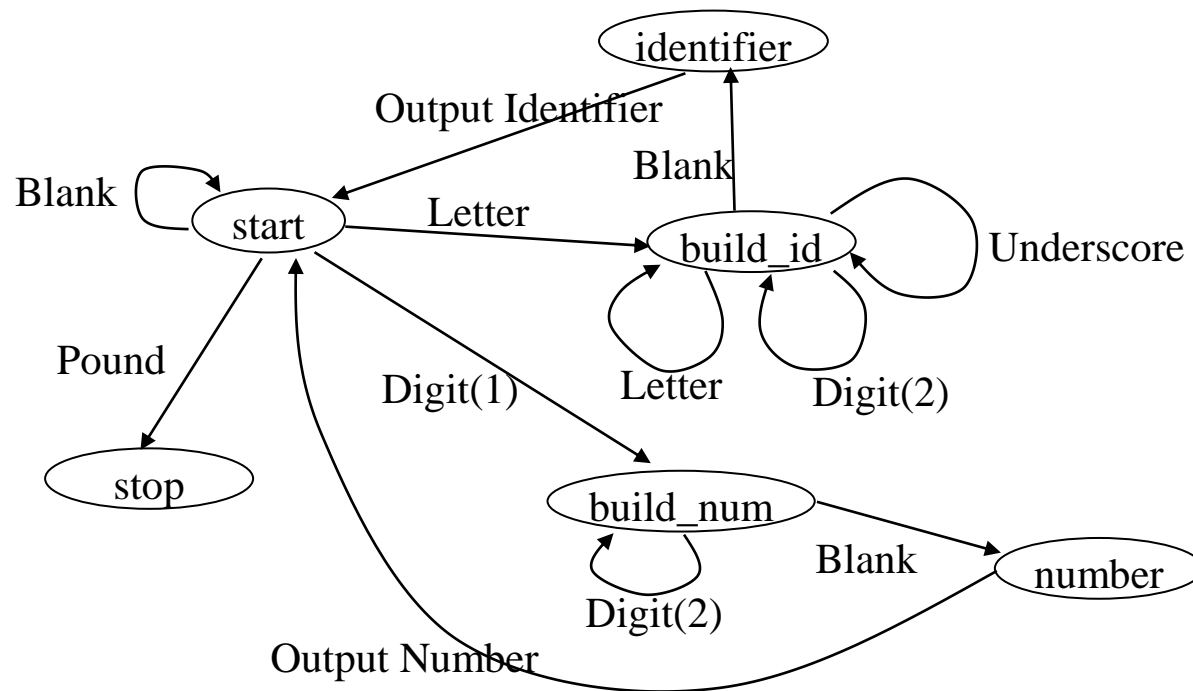 identifier
Output Identifier
Blank
Blank
Letter
start
build_id
Underscore
Pound
Digit(1)
Letter
Digit(2)
stop
build_num
Blank
number
Digit(2)
Output Number